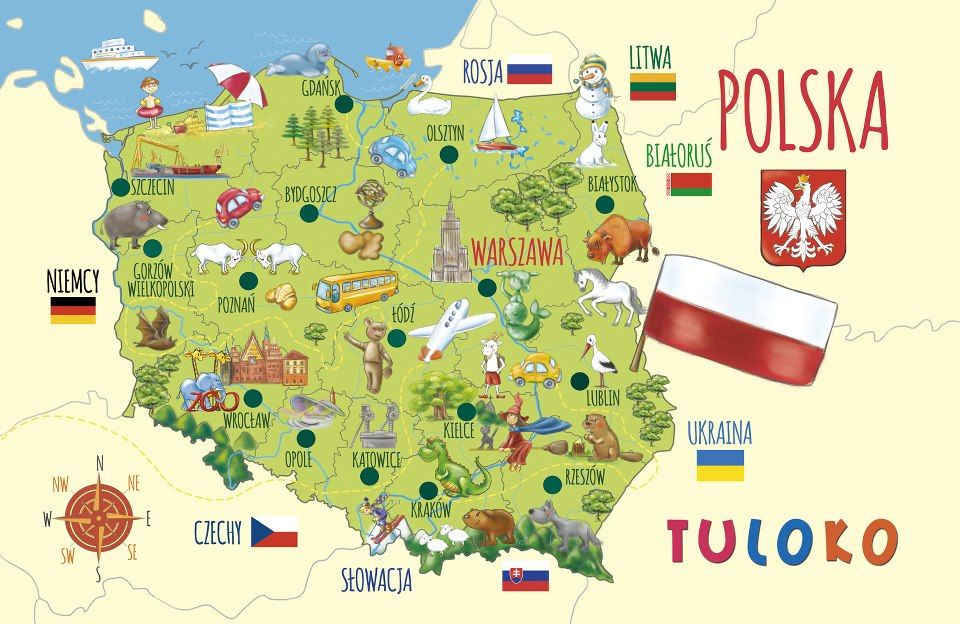 ROSJA
LITWA
POLSKA
GDAŃSK
OLSZTYN
BIAŁORUŚ
SZCZECIN
BYDGOSZCZ
BIAŁYSTOK
WARSZAWA
GORZÓW
WIELKOPOLSKI
NIEMCY
POZNAŃ
ŁÓDŹ
ZOO
WROCŁAW
LUBLIN
KIELCE
UKRAINA
OPOLE
KATOWICE
RZESZÓW
KRAKÓW
N
NW
NE
W
E
SW
SE
S
CZECHY
TULOKO
SŁOWACJA